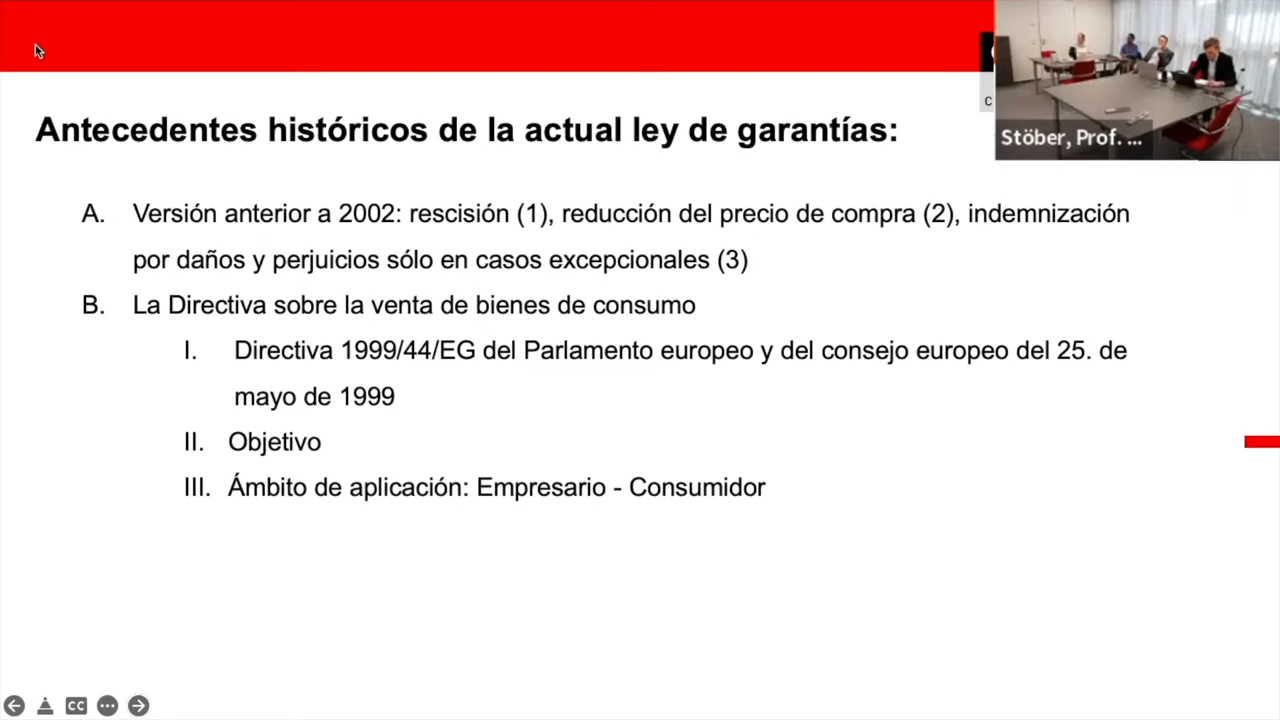 Antecedentes históricos de la actual ley de garantías:
Stöber, Prof. ...
C
A. Versión anterior a 2002: rescisión (1), reducción del precio de compra (2), indemnización
por daños y perjuicios sólo en casos excepcionales (3)
B. La Directiva sobre la venta de bienes de consumo
I. Directiva 1999/44/EG del Parlamento europeo y del consejo europeo del 25. de
mayo de 1999
II. Objetivo
III. Ámbito de aplicación: Empresario - Consumidor
CC